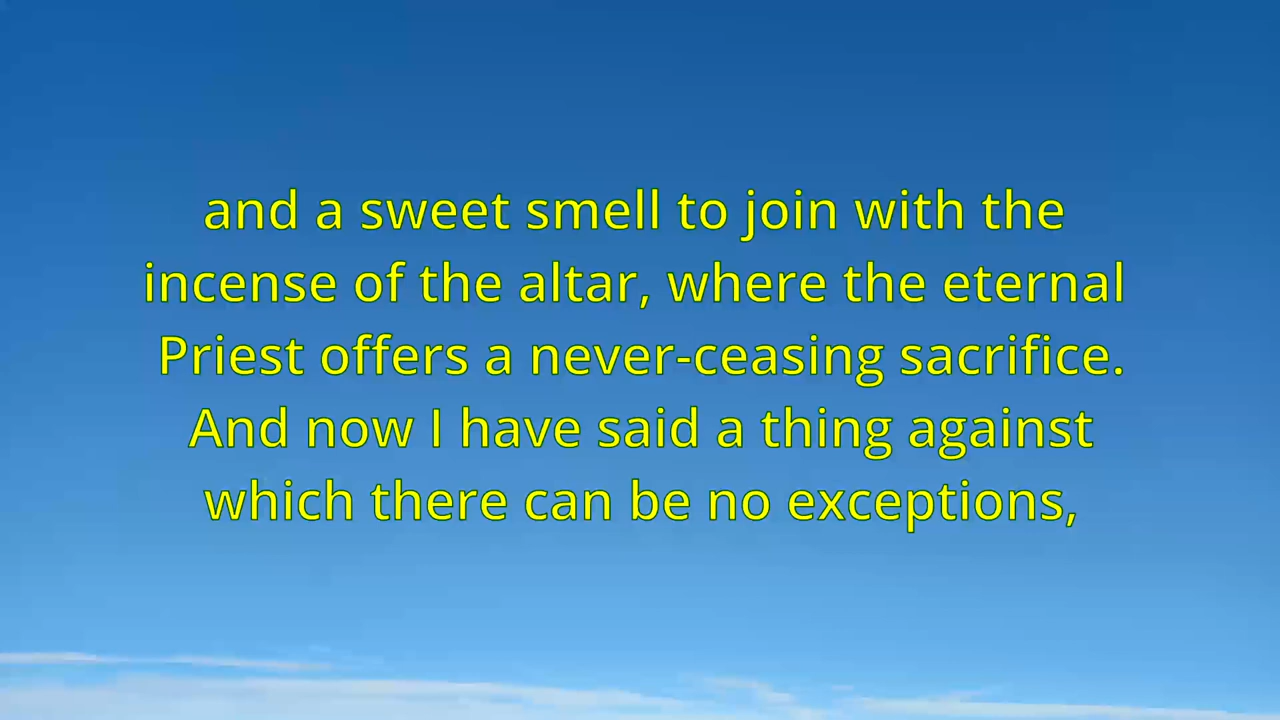 and a sweet smell to join with the
incense of the altar, where the eternal
Priest offers a never-ceasing sacrifice.
And now I have said a thing against
which there can be no exceptions,